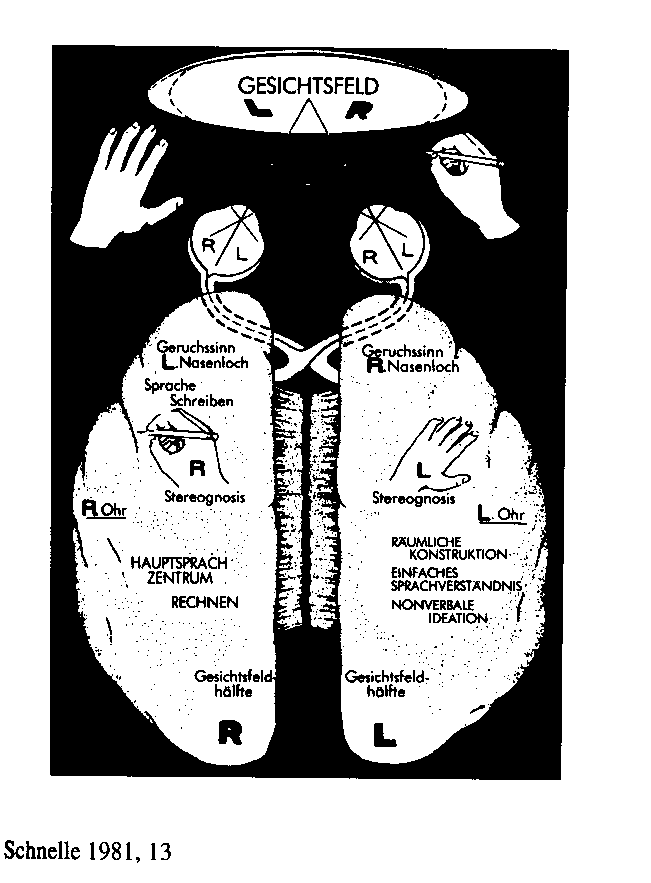 GESICHTSFELD
L R
R L
R L
Geruchssinn
L. Nasenloch
Sprache
Schreiben
R
Stereognosis
R Ohr
HAUPTSPRACH
ZENTRUM
RECHNEN
Gesichtsfeld-
hälfte
R
Geruchssinn
R. Nasenloch
L
Stereognosis
L. Ohr
RÄUMLICHE
KONSTRUKTION
EINFACHES
SPRACHVERSTÄNDNIS
NONVERBALE
IDEATION
Gesichtsfeld-
hälfte
L
Schnelle 1981, 13